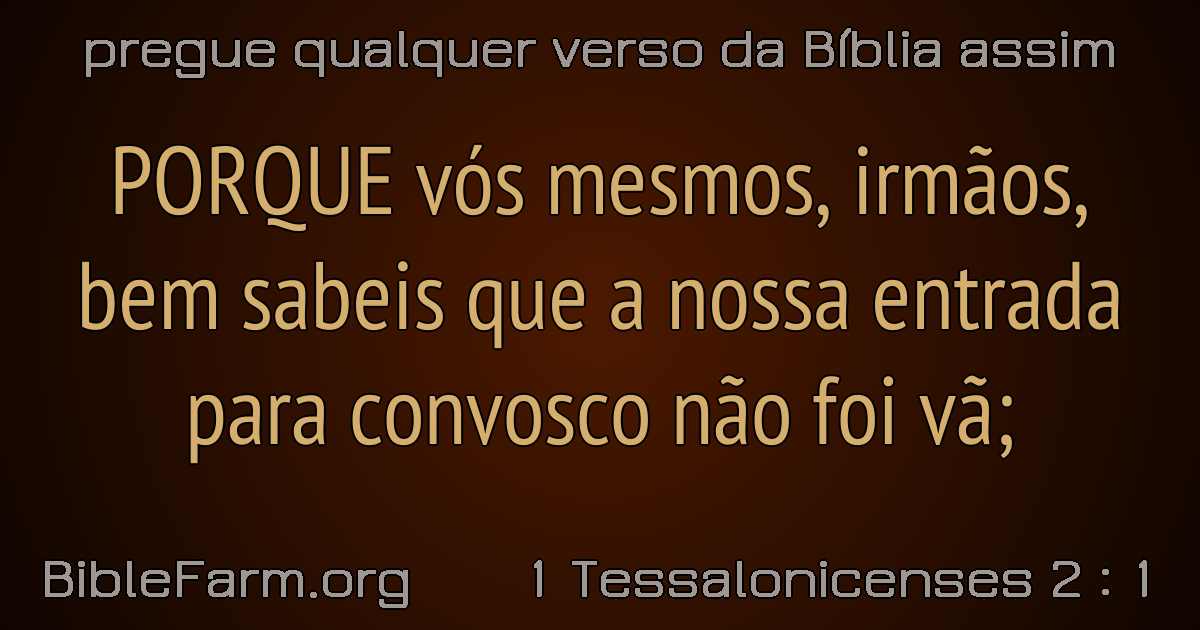 pregue qualquer verso da Bíblia assim
PORQUE vós mesmos, irmãos,
bem sabeis que a nossa entrada
para convosco não foi vã;
BibleFarm.org 1 Tessalonicenses 2 : 1